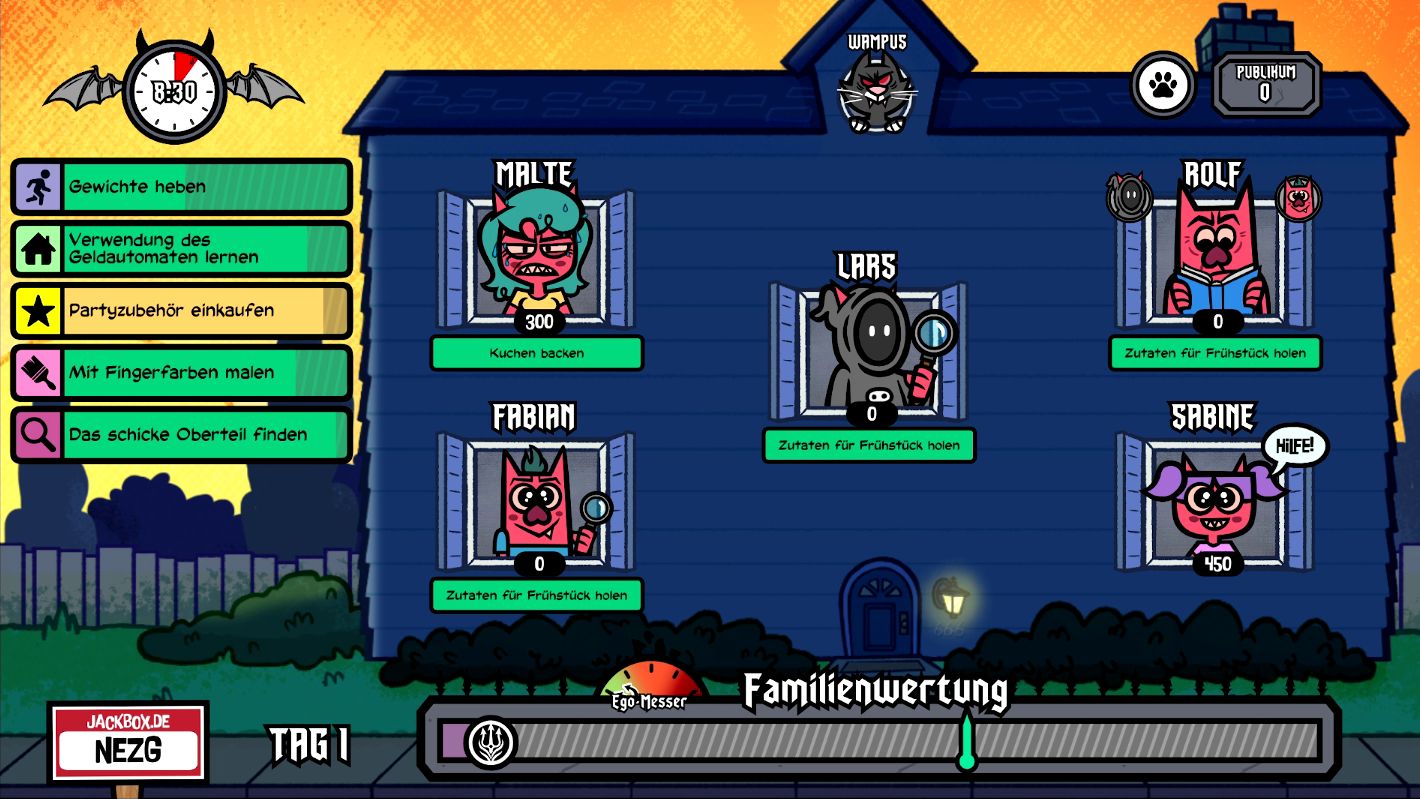 8:30
WAMPUS
PUBLIKUM
0
Gewichte heben
Verwendung des
Geldautomaten lernen
Partyzubehör einkaufen
Mit Fingerfarben malen
Das schicke Oberteil finden
MALTE
300
Kuchen backen
LARS
0
Zutaten für Frühstück holen
ROLF
0
Zutaten für Frühstück holen
FABIAN
0
Zutaten für Frühstück holen
SABINE
HILFE!
450
Ego-Messer
Familienwertung
JACKBOX.DE
NEZG
TAG 1